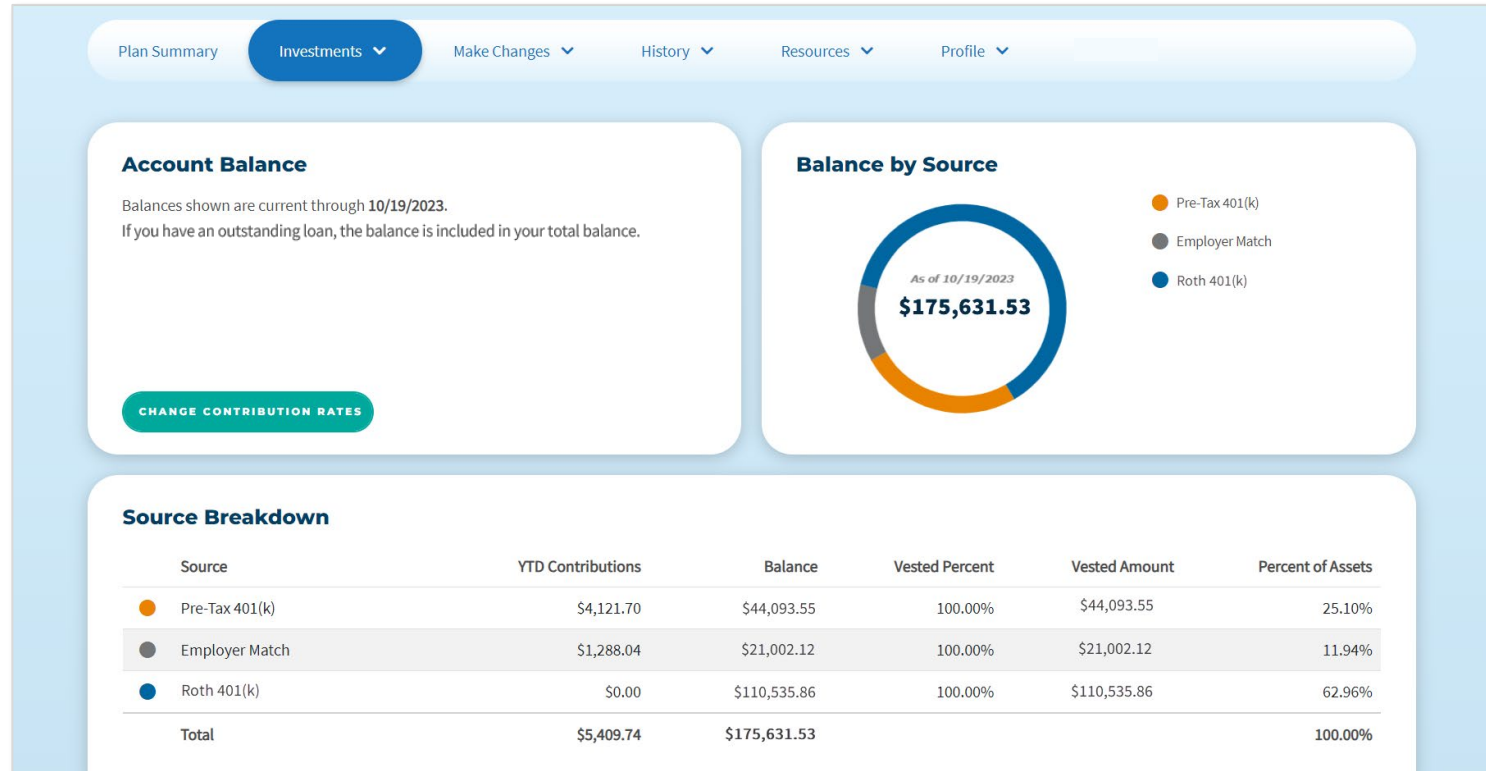 Plan Summary Investments Make Changes History Resources Profile
Account Balance
Balances shown are current through 10/19/2023.
If you have an outstanding loan, the balance is included in your total balance.
CHANGE CONTRIBUTION RATES
Balance by Source
As of 10/19/2023
$175,631.53
Pre-Tax 401(k)
Employer Match
Roth 401(k)
Source Breakdown
Source YTD Contributions Balance Vested Percent Vested Amount Percent of Assets
Pre-Tax 401(k) $4,121.70 $44,093.55 100.00% $44,093.55 25.10%
Employer Match $1,288.04 $21,002.12 100.00% $21,002.12 11.94%
Roth 401(k) $0.00 $110,535.86 100.00% $110,535.86 62.96%
Total $5,409.74 $175,631.53 100.00%